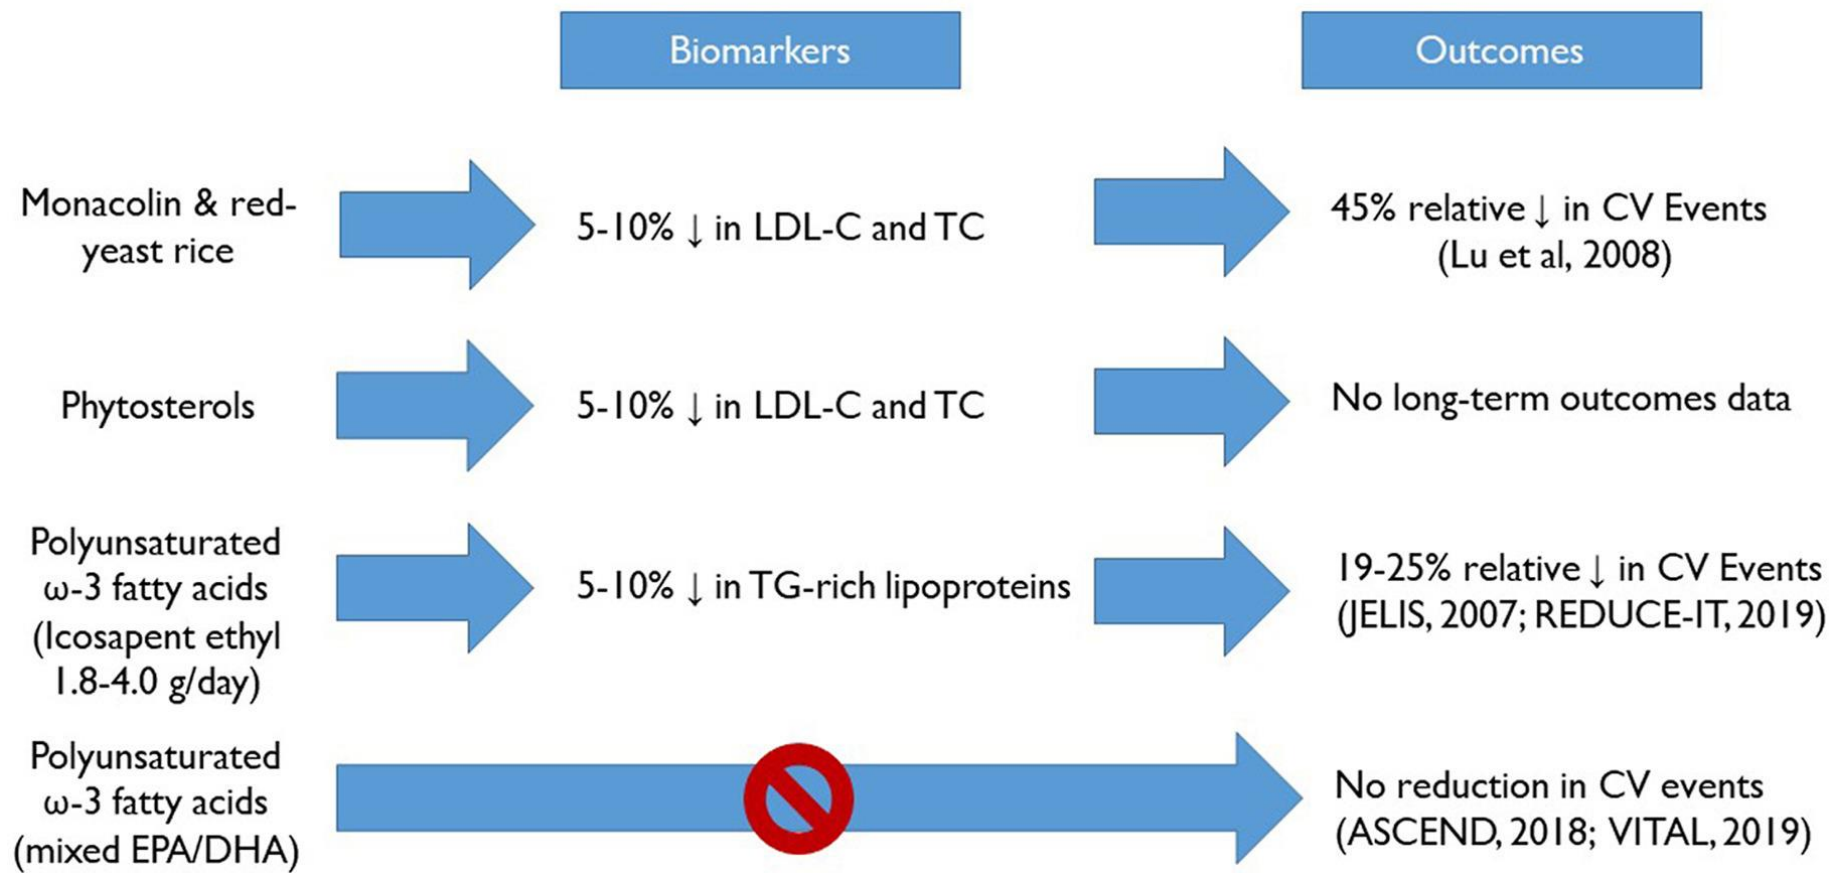 Biomarkers
Outcomes
Monacolin & red-
yeast rice
5-10% ↓ in LDL-C and TC
45% relative ↓ in CV Events
(Lu et al, 2008)
Phytosterols
5-10% ↓ in LDL-C and TC
No long-term outcomes data
Polyunsaturated
ω-3 fatty acids
(Icosapent ethyl
1.8-4.0 g/day)
5-10% ↓ in TG-rich lipoproteins
19-25% relative ↓ in CV Events
(JELIS, 2007; REDUCE-IT, 2019)
Polyunsaturated
ω-3 fatty acids
(mixed EPA/DHA)
No reduction in CV events
(ASCEND, 2018; VITAL, 2019)